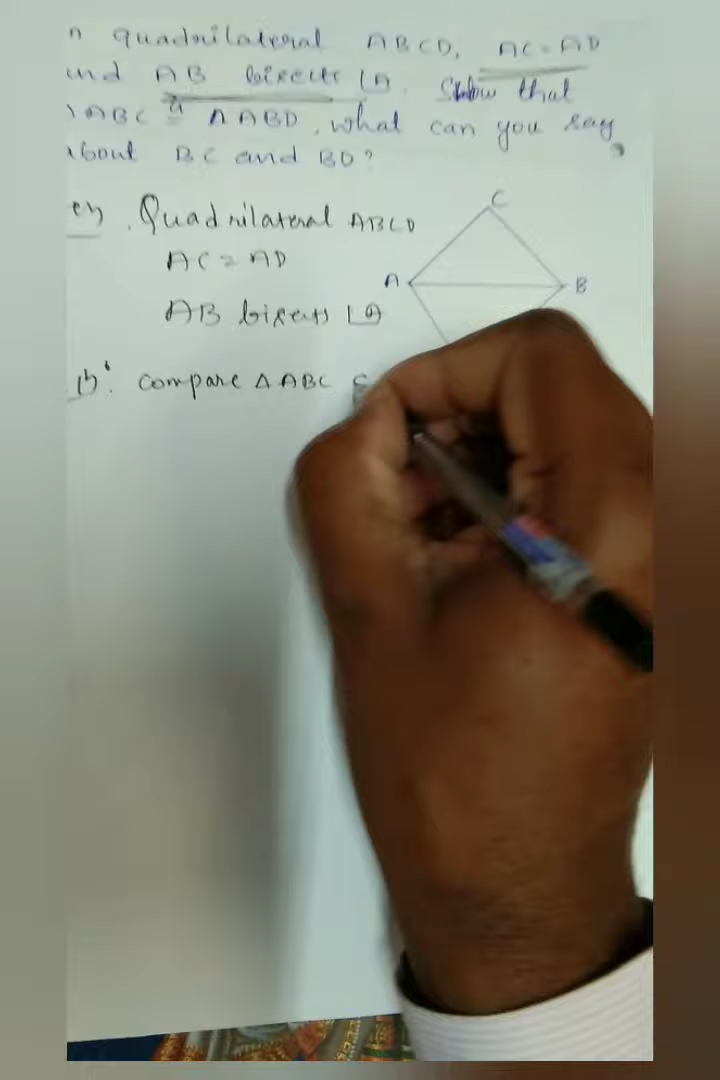 n quadrilateral ABCD, AC = AD
and AB bisects ∠A. Show that
ABC ≅ ΔABD, what can you say
about BC and BD?
en. Quadrilateral ABCD
AC = AD
AB bisects ∠A
C
A
B
Compare ΔABC